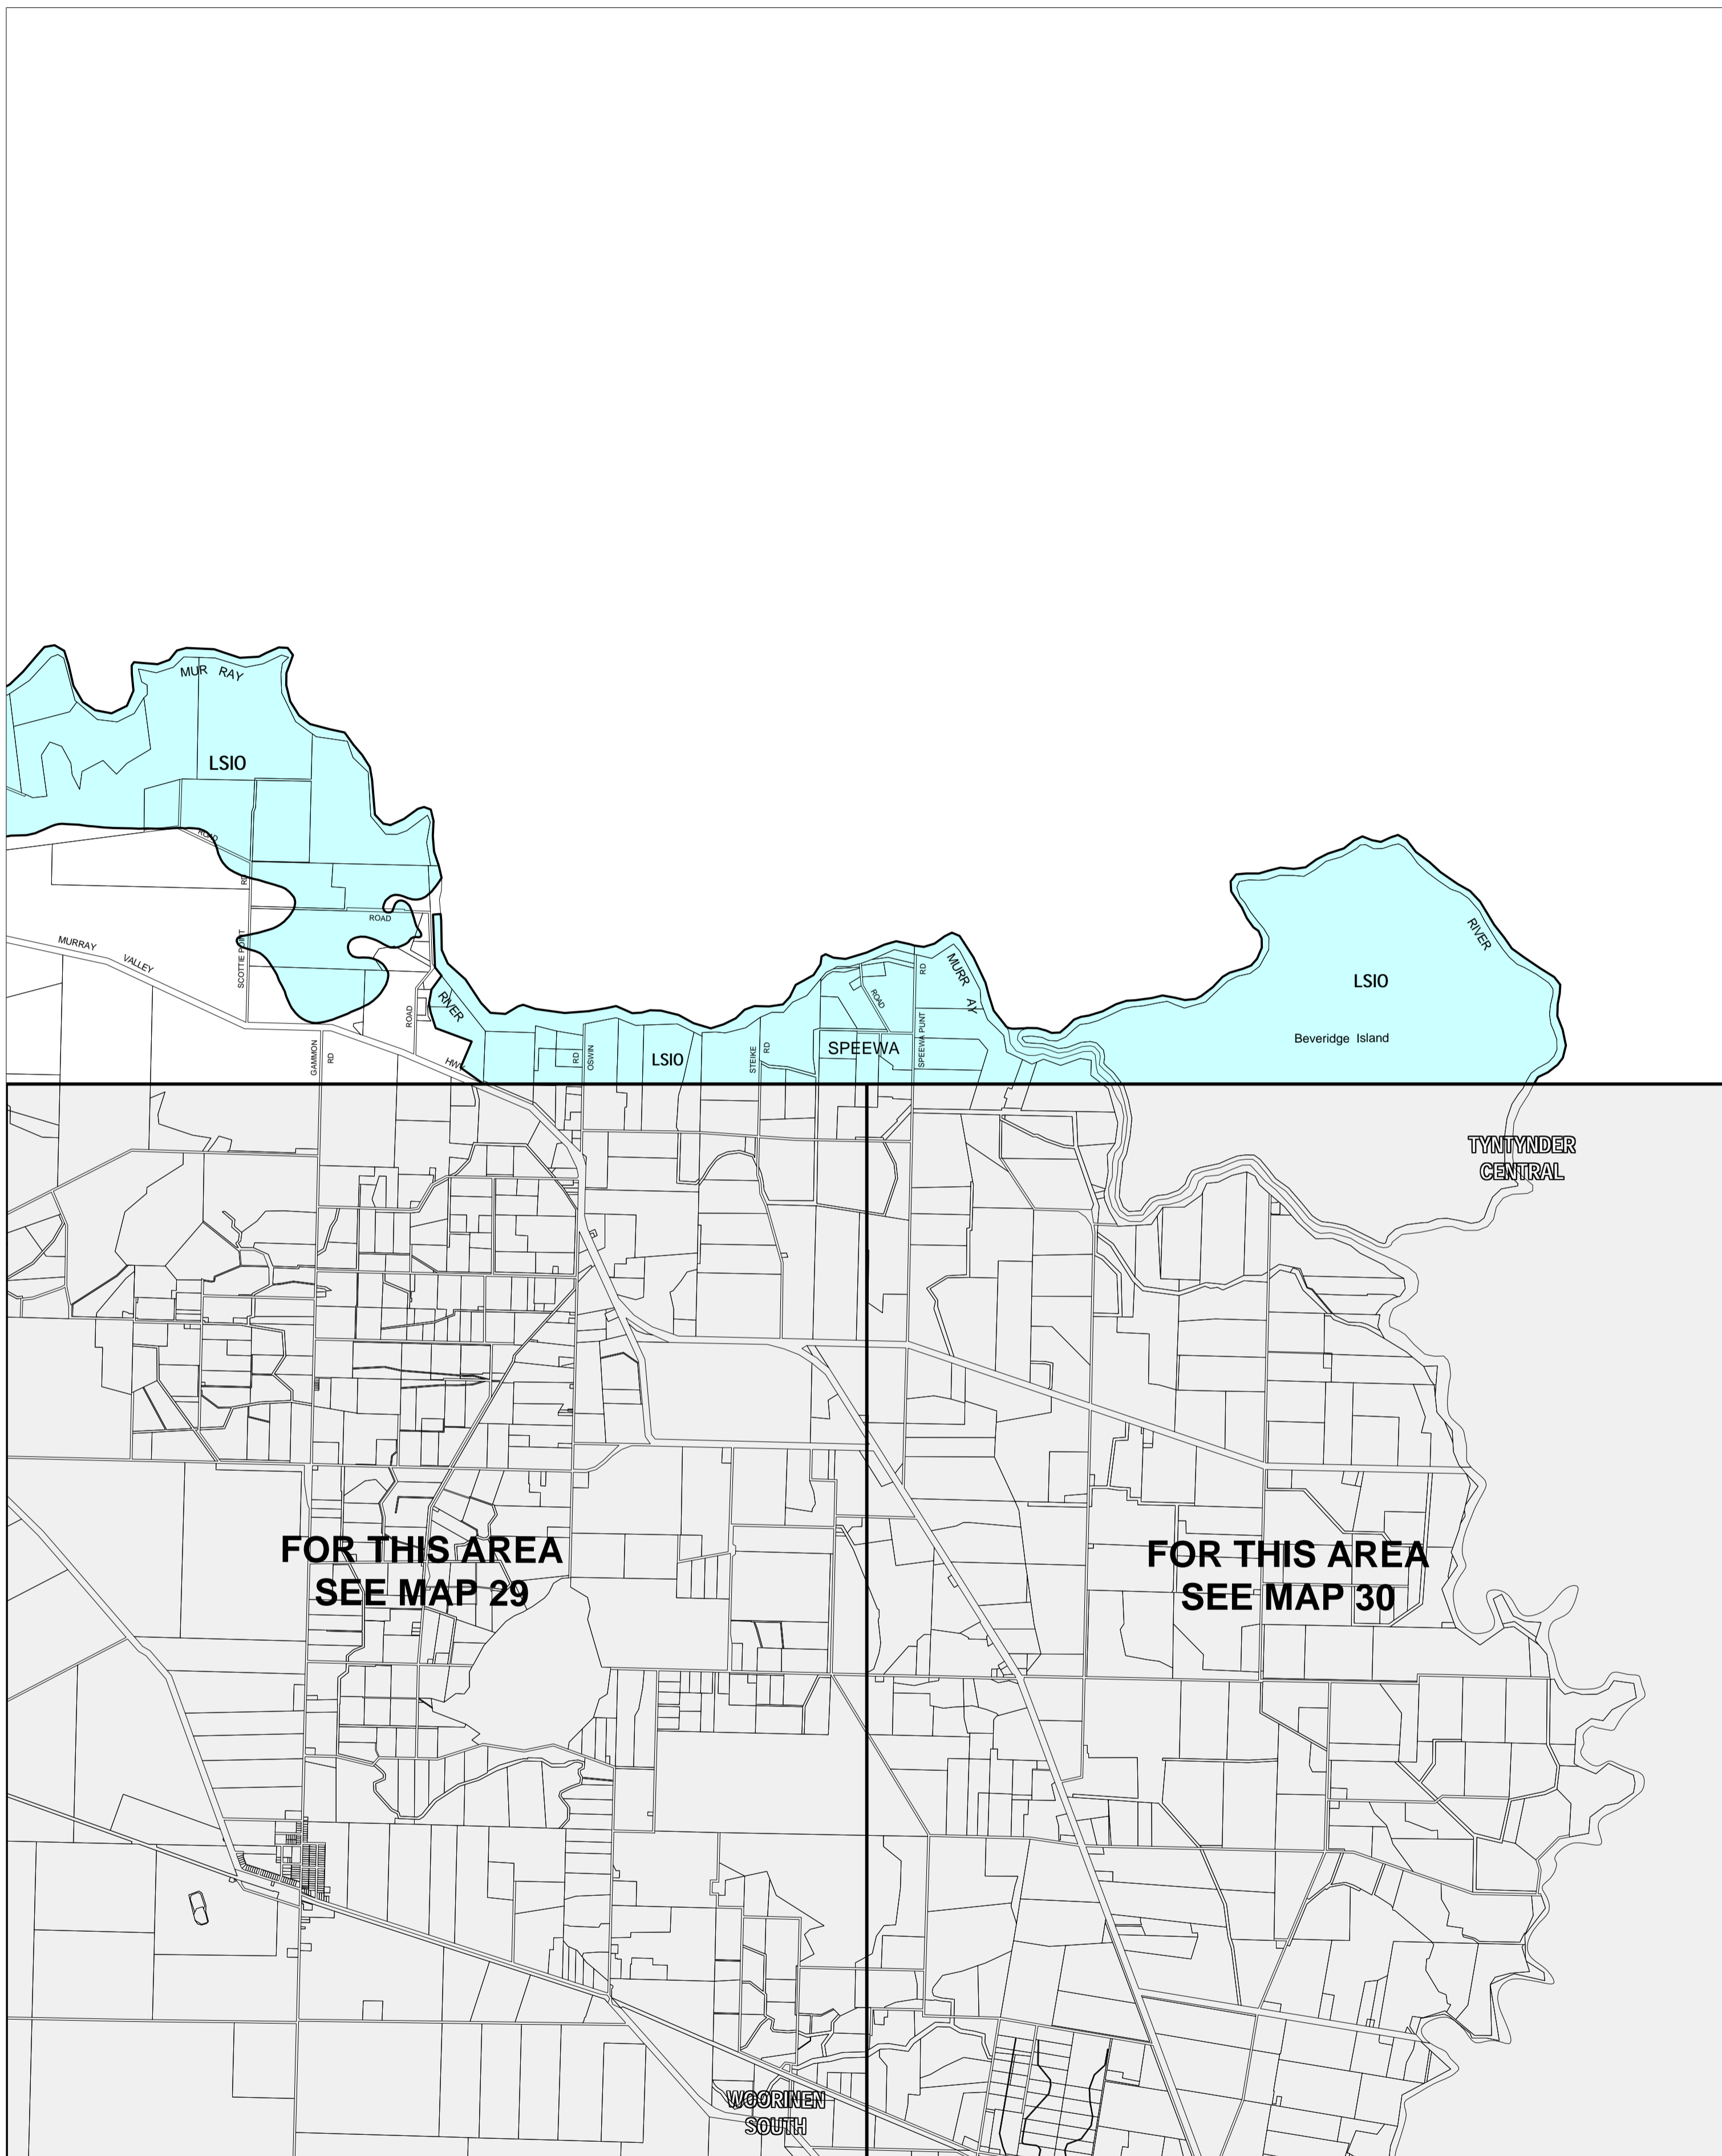 MUR RAY
LSIO
ROAD
RD
ROAD
SCOTTIE POINT
MURRAY
VALLEY
RIVER
ROAD
GAMMON
RD
HWY
RD
OSWIN
LSIO
STEIKE
RD
SPEEWA
ROAD
RD
SPEEWA PUNT
MURR
AY
RIVER
LSIO
Beveridge Island
TYNTYNDER
CENTRAL
FOR THIS AREA
SEE MAP 29
FOR THIS AREA
SEE MAP 30
WOORINEN
SOUTH